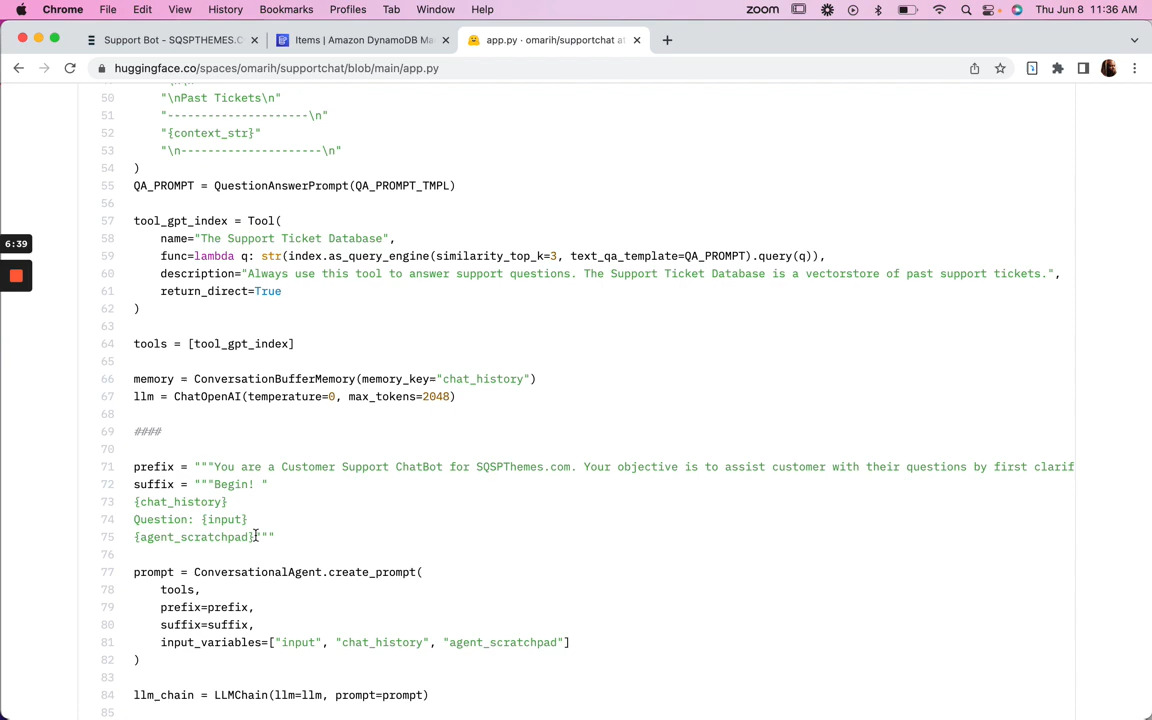 Chrome File Edit View History Bookmarks Profiles Tab Window Help zoom Thu Jun 8 11:36 AM
Support Bot - SQSPTHEMES.C Items | Amazon DynamoDB Ma app.py · omarih/supportchat at
huggingface.co/spaces/omarih/supportchat/blob/main/app.py
50 "\nPast Tickets\n"
51 "---------------------\n"
52 "{context_str}"
53 "\n---------------------\n"
54 )
55 QA_PROMPT = QuestionAnswerPrompt(QA_PROMPT_TMPL)
56
57 tool_gpt_index = Tool(
6:39
58 name="The Support Ticket Database",
59 func=lambda q: str(index.as_query_engine(similarity_top_k=3, text_qa_template=QA_PROMPT).query(q)),
60 description="Always use this tool to answer support questions. The Support Ticket Database is a vectorstore of past support tickets.",
61 return_direct=True
62 )
63
64 tools = [tool_gpt_index]
65
66 memory = ConversationBufferMemory(memory_key="chat_history")
67 llm = ChatOpenAI(temperature=0, max_tokens=2048)
68
69 ####
70
71 prefix = """You are a Customer Support ChatBot for SQSPThemes.com. Your objective is to assist customer with their questions by first clarif
72 suffix = """Begin! "
73 {chat_history}
74 Question: {input}
75 {agent_scratchpad}"""
76
77 prompt = ConversationalAgent.create_prompt(
78 tools,
79 prefix=prefix,
80 suffix=suffix,
81 input_variables=["input", "chat_history", "agent_scratchpad"]
82 )
83
84 llm_chain = LLMChain(llm=llm, prompt=prompt)
85